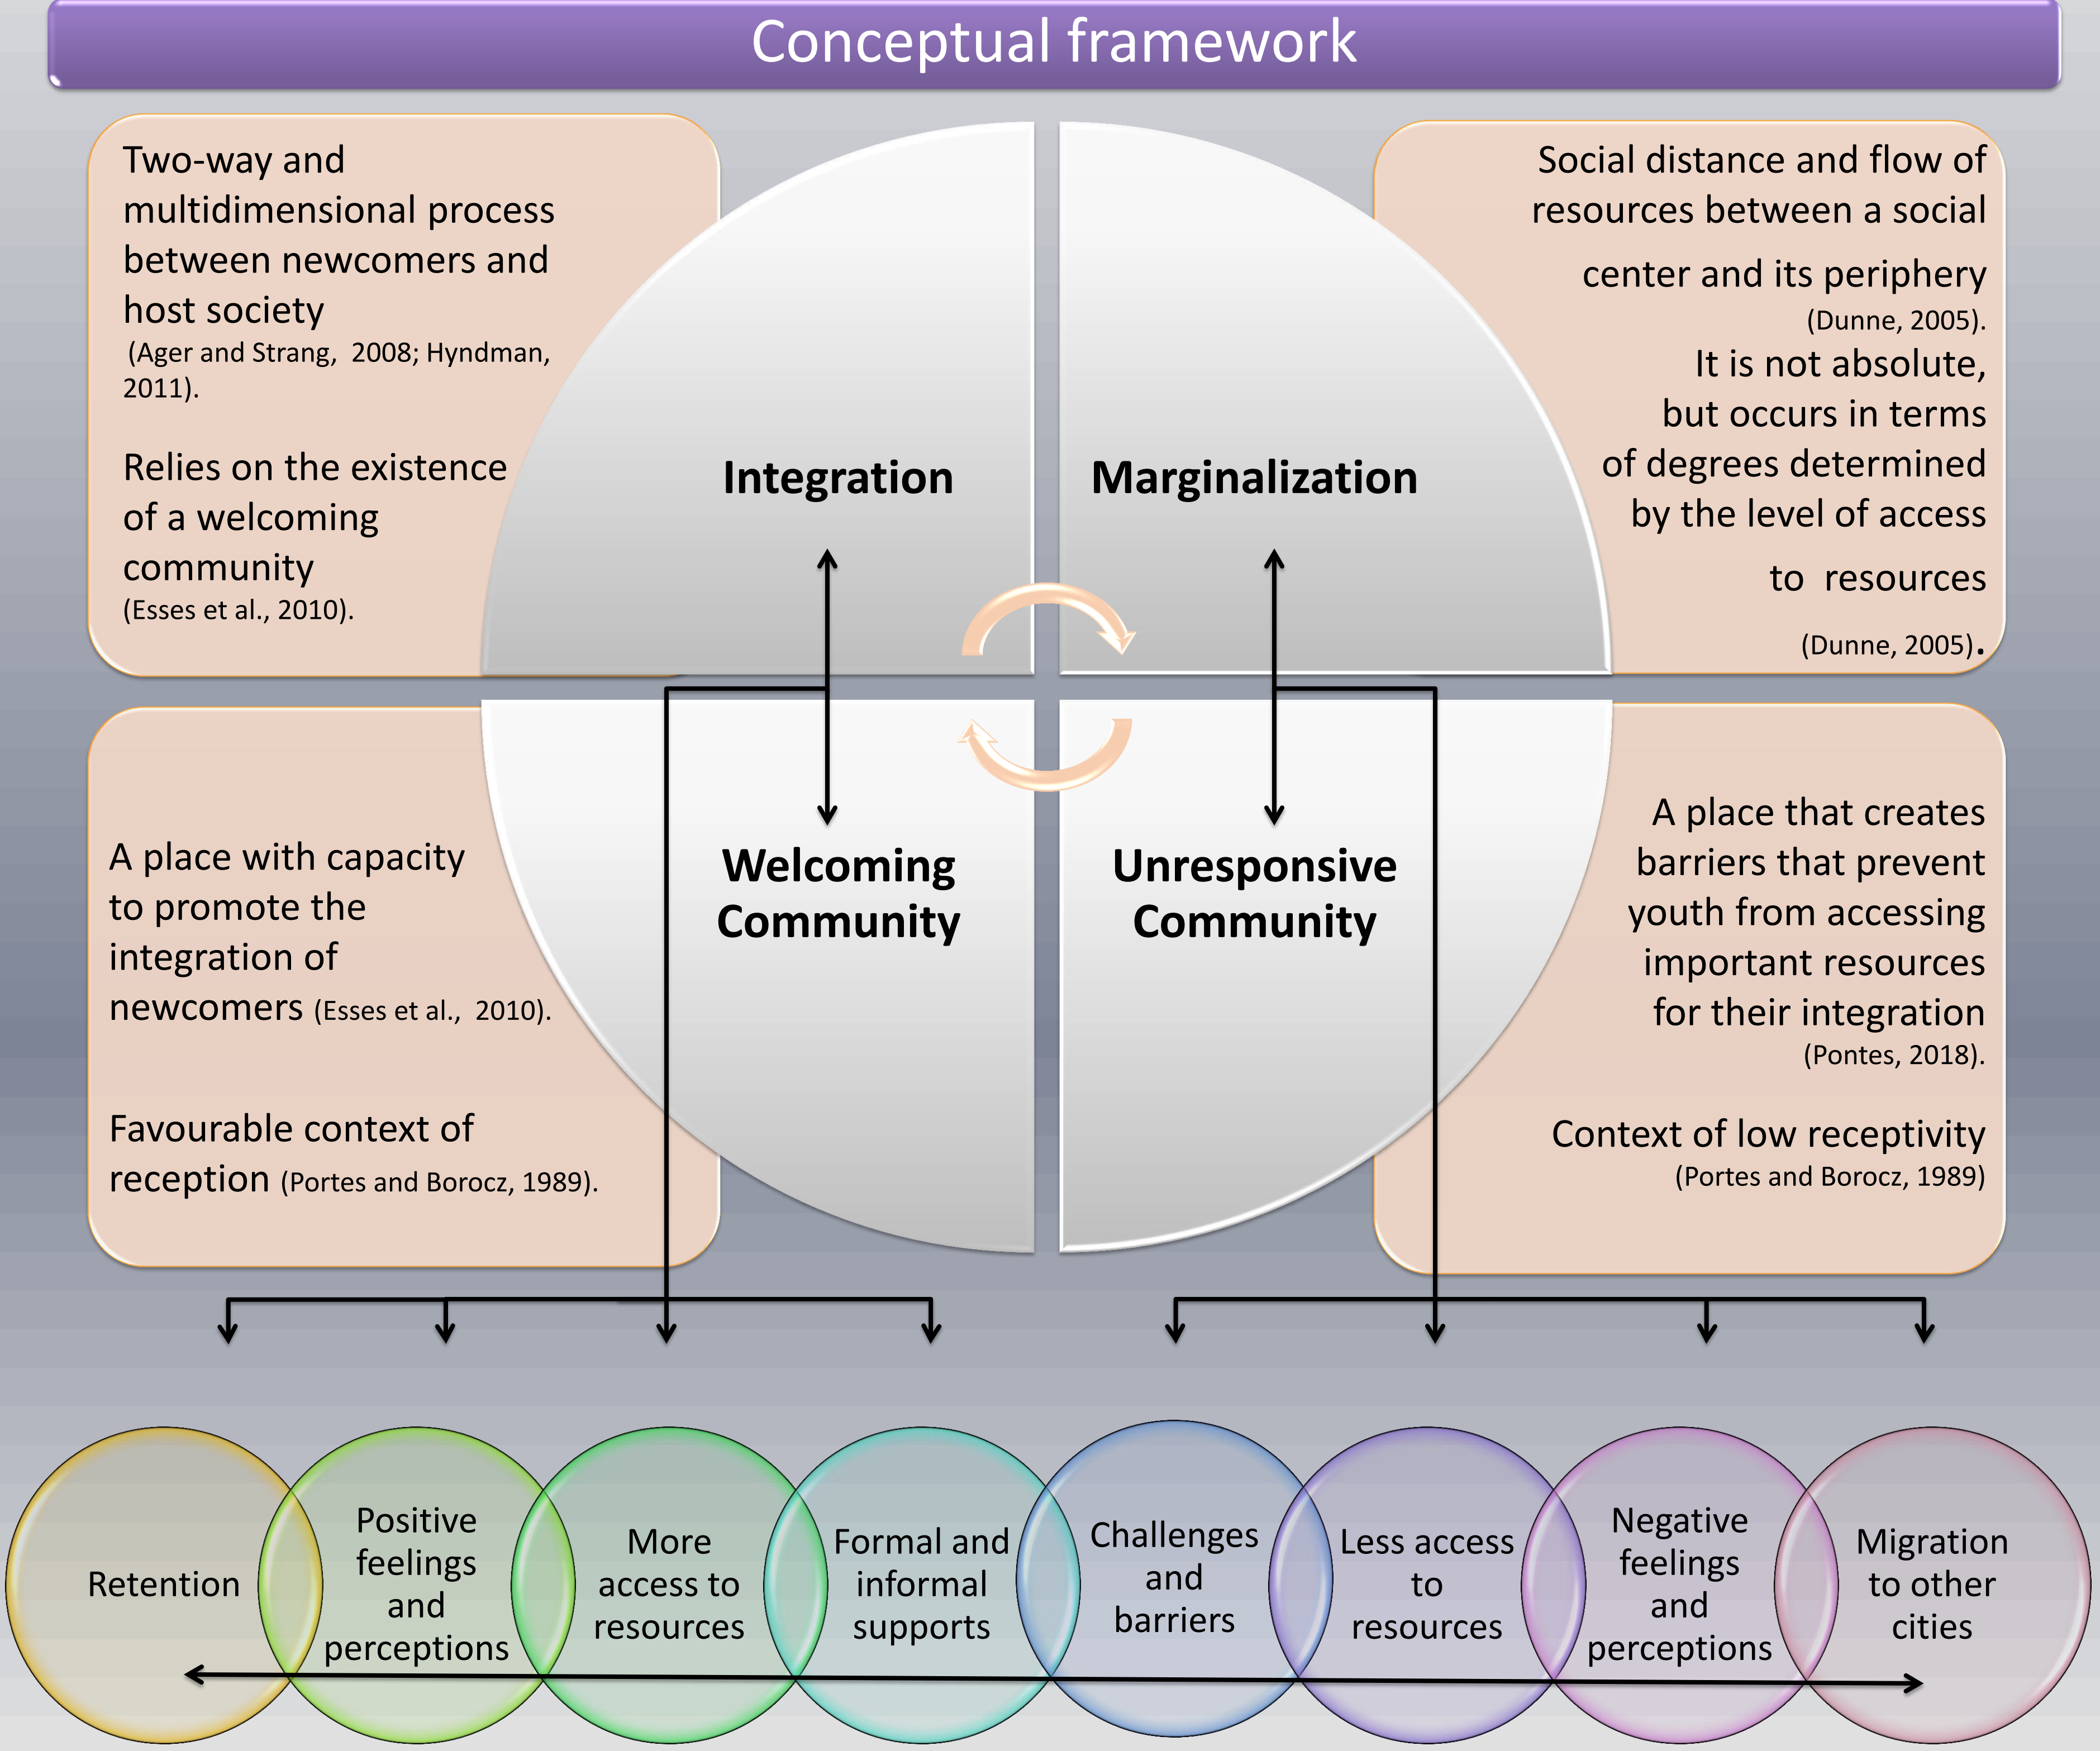 Conceptual framework
Two-way and
multidimensional process
between newcomers and
host society
(Ager and Strang, 2008; Hyndman,
2011).
Relies on the existence
of a welcoming
community
(Esses et al., 2010).
Integration
Marginalization
Social distance and flow of
resources between a social
center and its periphery
(Dunne, 2005).
It is not absolute,
but occurs in terms
of degrees determined
by the level of access
to resources
(Dunne, 2005).
A place with capacity
to promote the
integration of
newcomers (Esses et al., 2010).
Favourable context of
reception (Portes and Borocz, 1989).
Welcoming
Community
Unresponsive
Community
A place that creates
barriers that prevent
youth from accessing
important resources
for their integration
(Pontes, 2018).
Context of low receptivity
(Portes and Borocz, 1989)
Retention
Positive
feelings
and
perceptions
More
access to
resources
Formal and
informal
supports
Challenges
and
barriers
Less access
to
resources
Negative
feelings
and
perceptions
Migration
to other
cities